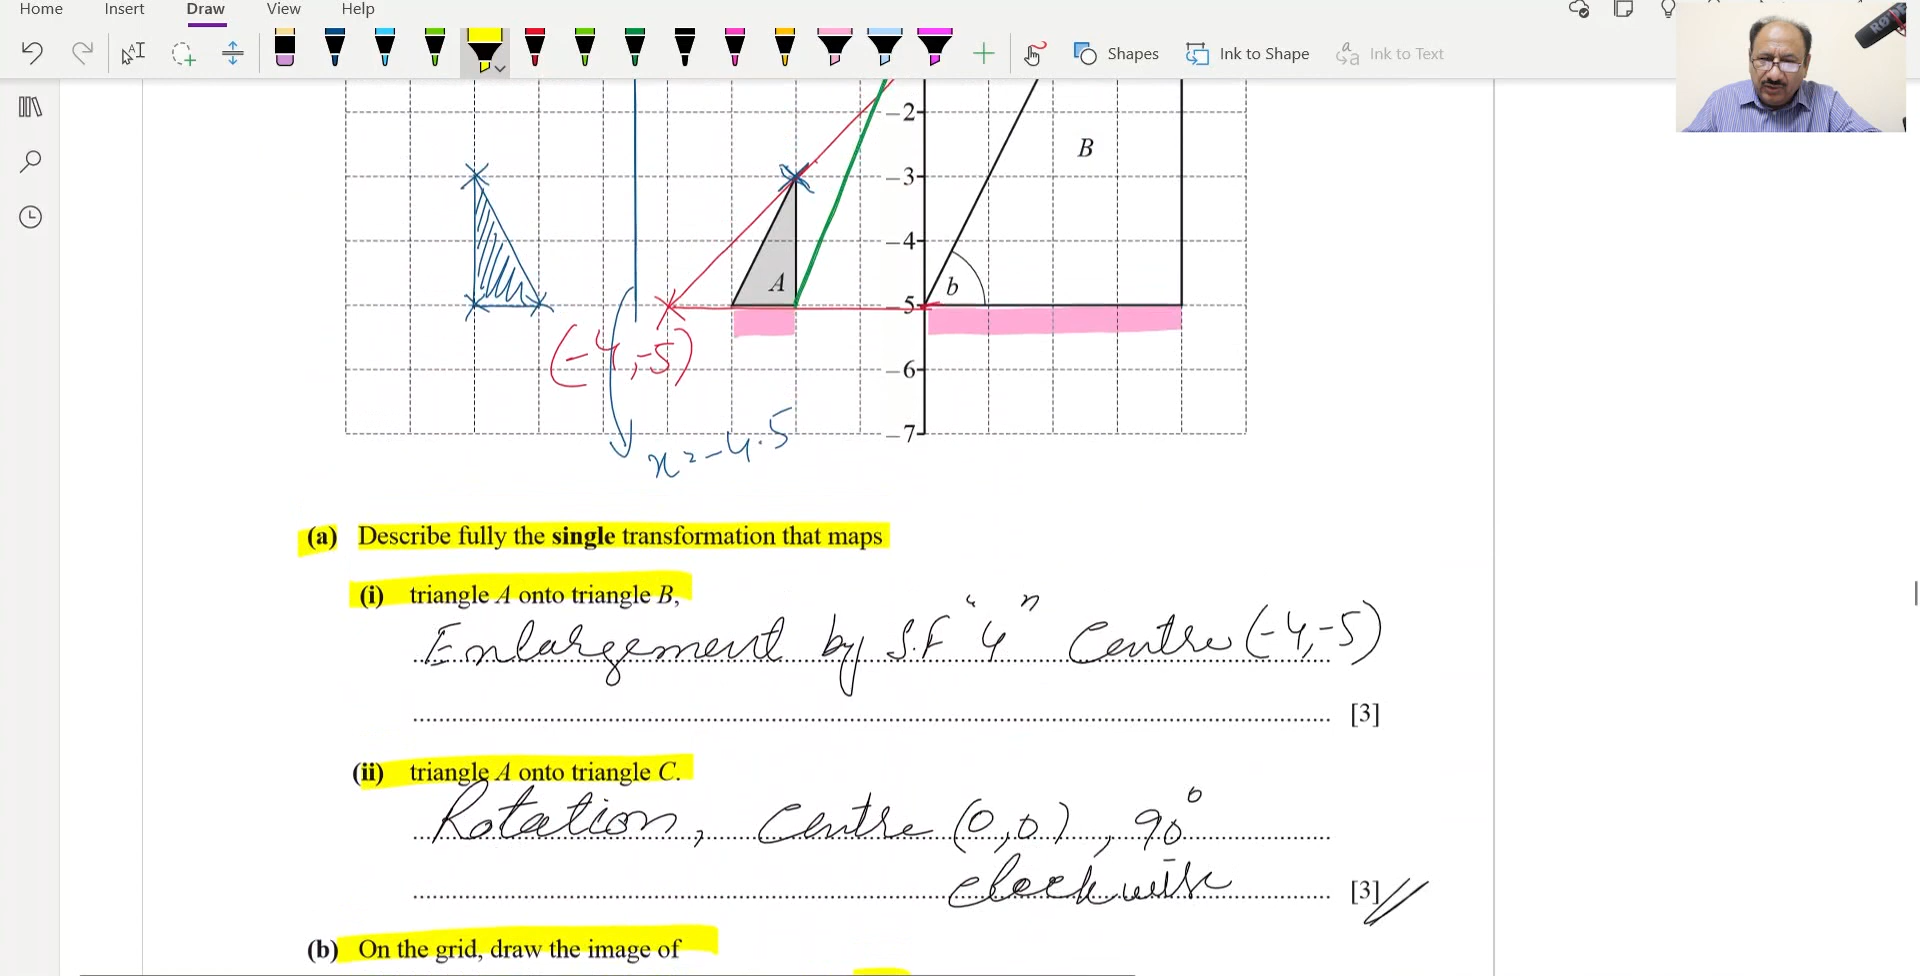 Home Insert Draw View Help
Shapes Ink to Shape Ink to Text
-2
B
-3
-4
A
b
-5
(-4,-5)
-6
-7
x=-4.5
(a) Describe fully the single transformation that maps
(i) triangle A onto triangle B,
Enlargement by S.F "4" Centre (-4,-5)
[3]
(ii) triangle A onto triangle C.
Rotation, Centre (0,0), 90°
clockwise
[3]
(b) On the grid, draw the image of